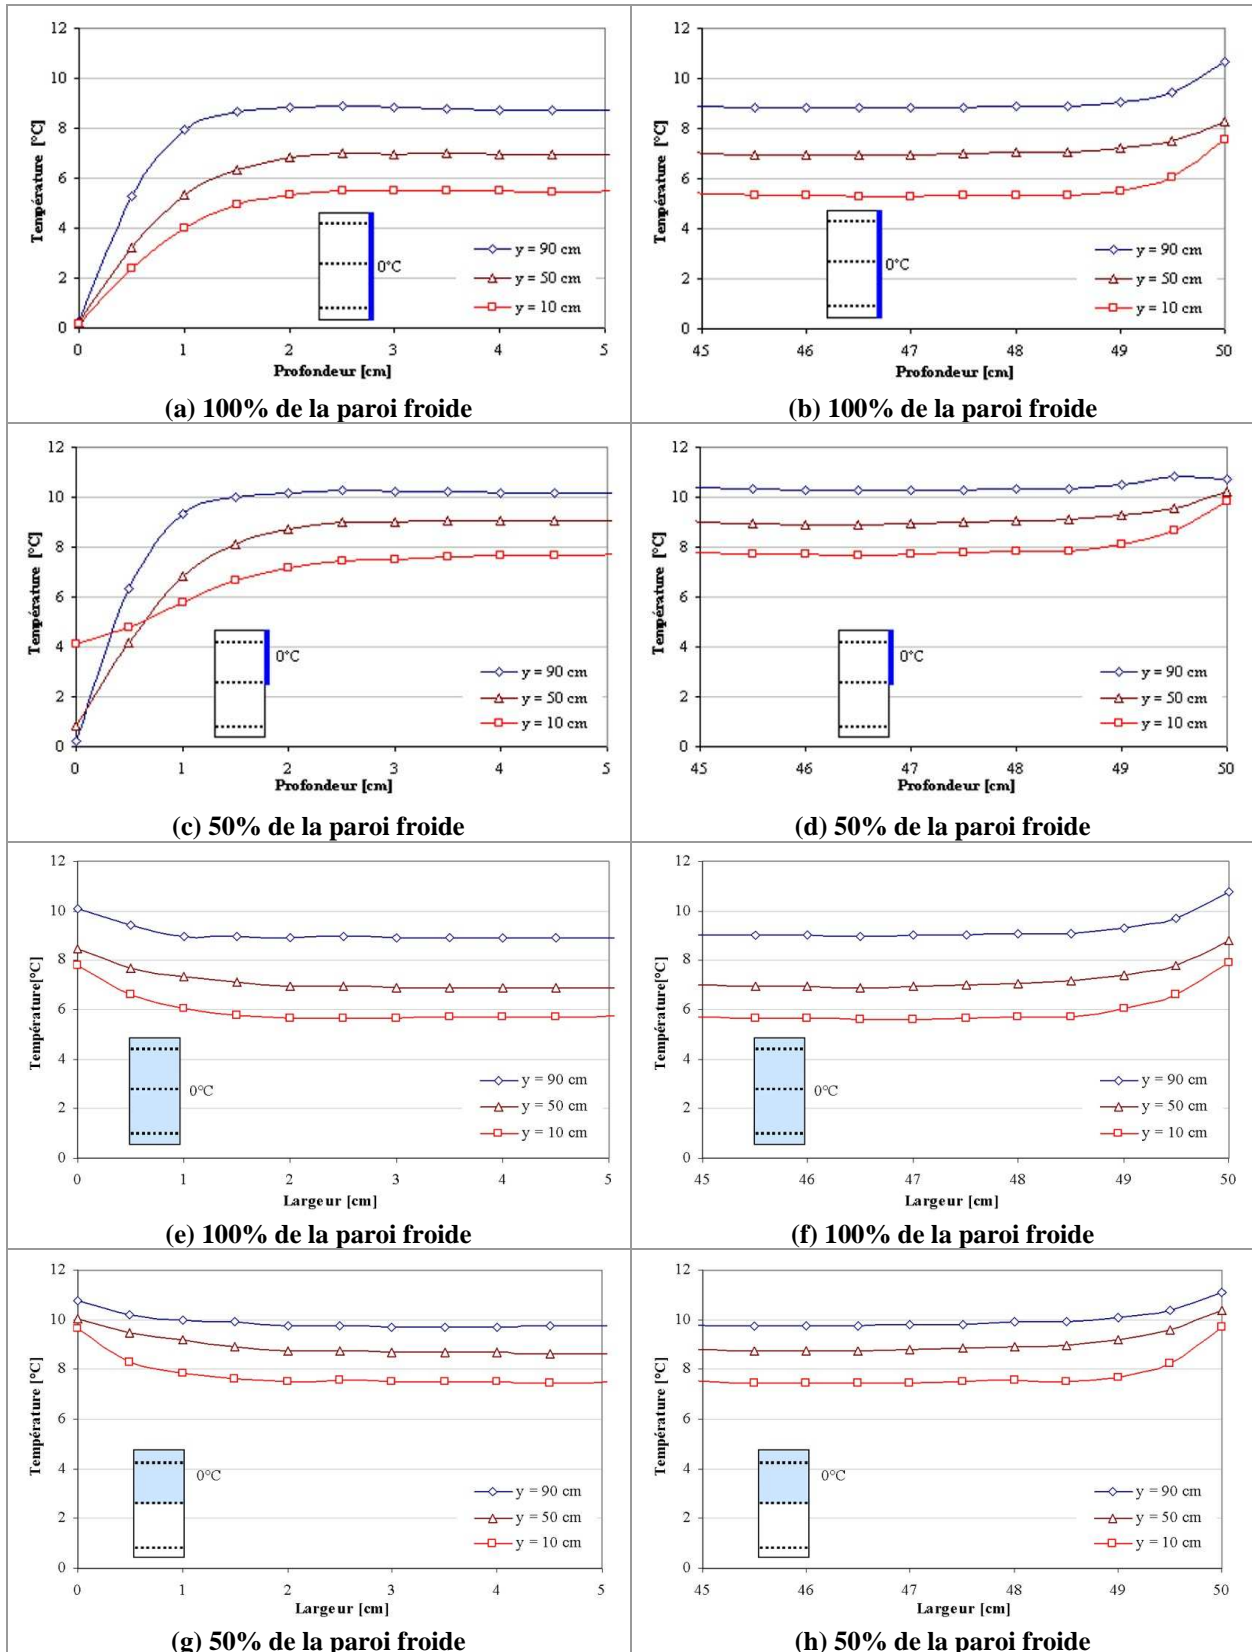 12
10
8
6
4
2
0
Température [°C]
0°C
y = 90 cm
y = 50 cm
y = 10 cm
0 1 2 3 4 5
Profondeur [cm]
(a) 100% de la paroi froide
12
10
8
6
4
2
0
Température [°C]
0°C
y = 90 cm
y = 50 cm
y = 10 cm
45 46 47 48 49 50
Profondeur [cm]
(b) 100% de la paroi froide
12
10
8
6
4
2
0
Température [°C]
0°C
y = 90 cm
y = 50 cm
y = 10 cm
0 1 2 3 4 5
Profondeur [cm]
(c) 50% de la paroi froide
12
10
8
6
4
2
0
Température [°C]
0°C
y = 90 cm
y = 50 cm
y = 10 cm
45 46 47 48 49 50
Profondeur [cm]
(d) 50% de la paroi froide
12
10
8
6
4
2
0
Température[°C]
0°C
y = 90 cm
y = 50 cm
y = 10 cm
0 1 2 3 4 5
Largeur [cm]
(e) 100% de la paroi froide
12
10
8
6
4
2
0
Température[°C]
0°C
y = 90 cm
y = 50 cm
y = 10 cm
45 46 47 48 49 50
Largeur [cm]
(f) 100% de la paroi froide
12
10
8
6
4
2
0
Température [°C]
0°C
y = 90 cm
y = 50 cm
y = 10 cm
0 1 2 3 4 5
Largeur [cm]
(g) 50% de la paroi froide
12
10
8
6
4
2
0
Température [°C]
0°C
y = 90 cm
y = 50 cm
y = 10 cm
45 46 47 48 49 50
Largeur [cm]
(h) 50% de la paroi froide